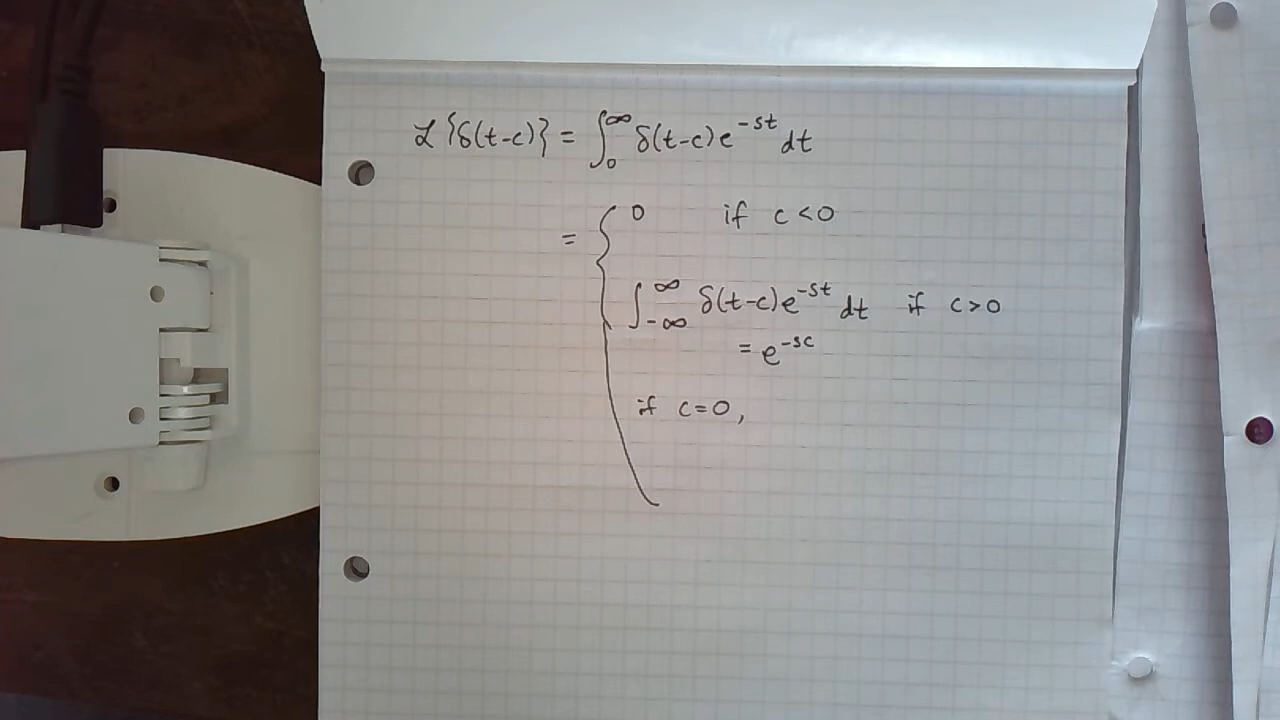 ℒ{δ(t-c)} = ∫₀^∞ δ(t-c)e^{-st} dt
= { 0 if c<0
∫_{-∞}^{∞} δ(t-c)e^{-st} dt if c>0
= e^{-sc}
if c=0,